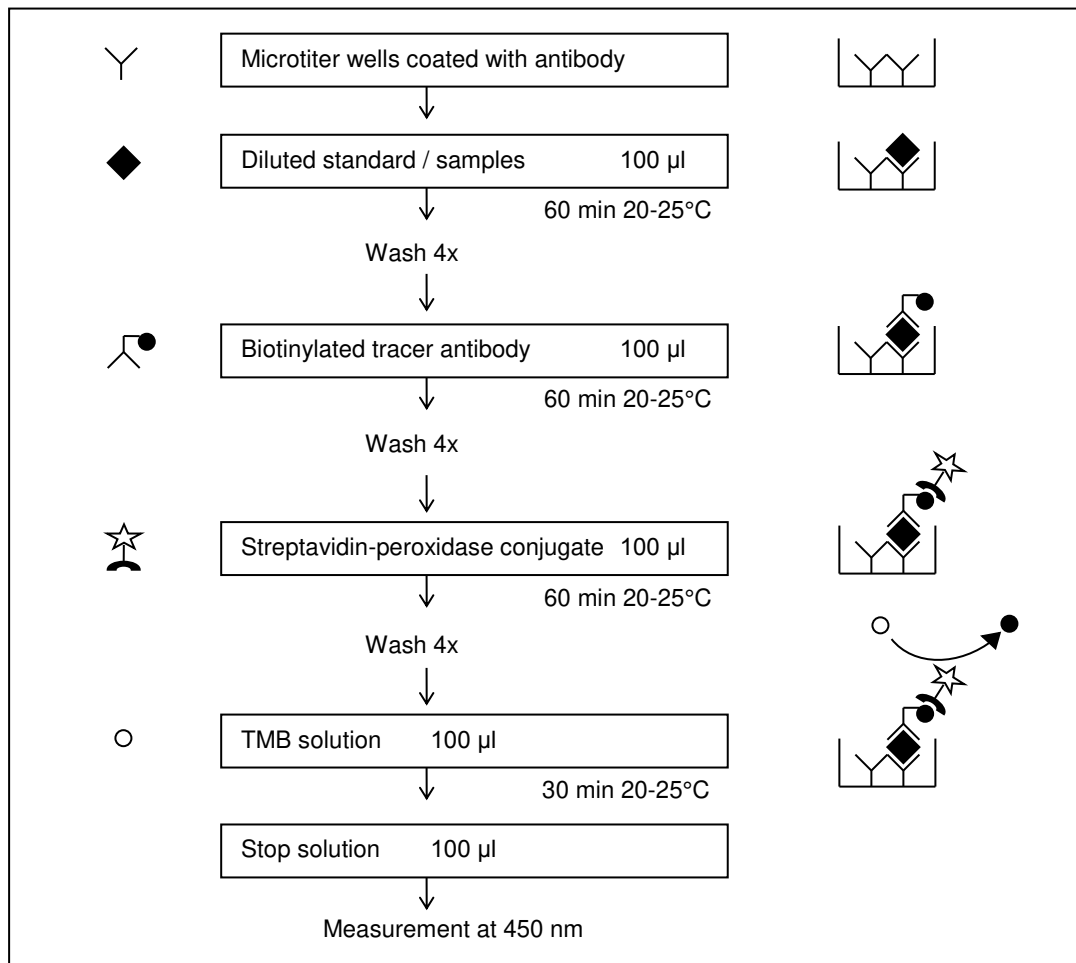 Microtiter wells coated with antibody
Diluted standard / samples 100 µl
60 min 20-25°C
Wash 4x
Biotinylated tracer antibody 100 µl
60 min 20-25°C
Wash 4x
Streptavidin-peroxidase conjugate 100 µl
60 min 20-25°C
Wash 4x
TMB solution 100 µl
30 min 20-25°C
Stop solution 100 µl
Measurement at 450 nm